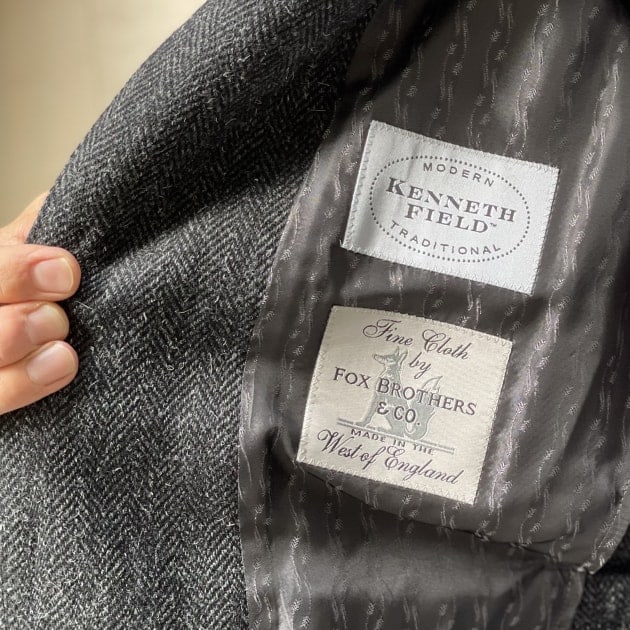 MODERN
KENNETH
FIELD™
TRADITIONAL
Fine Cloth
by
FOX BROTHERS
& CO
MADE IN THE
West of England